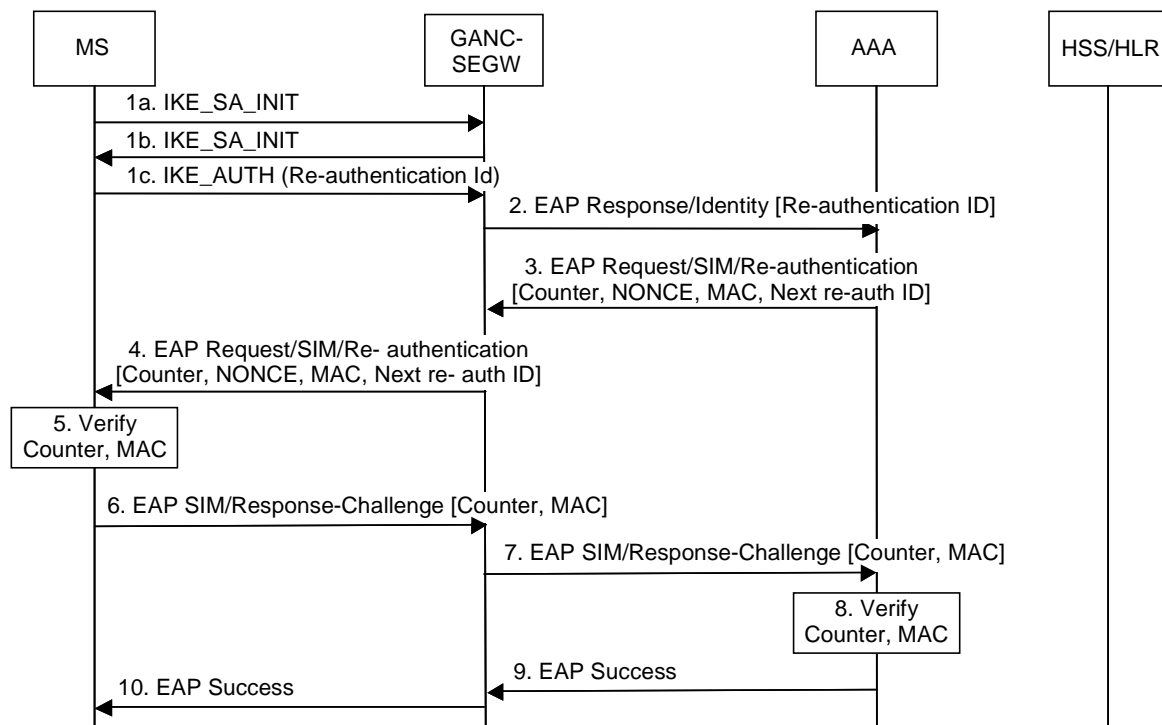 MS
GANC-
SEGW
AAA
HSS/HLR
1a. IKE_SA_INIT
1b. IKE_SA_INIT
1c. IKE_AUTH (Re-authentication Id)
2. EAP Response/Identity [Re-authentication ID]
3. EAP Request/SIM/Re-authentication
[Counter, NONCE, MAC, Next re-auth ID]
4. EAP Request/SIM/Re- authentication
[Counter, NONCE, MAC, Next re- auth ID]
5. Verify
Counter, MAC
6. EAP SIM/Response-Challenge [Counter, MAC]
7. EAP SIM/Response-Challenge [Counter, MAC]
8. Verify
Counter, MAC
9. EAP Success
10. EAP Success